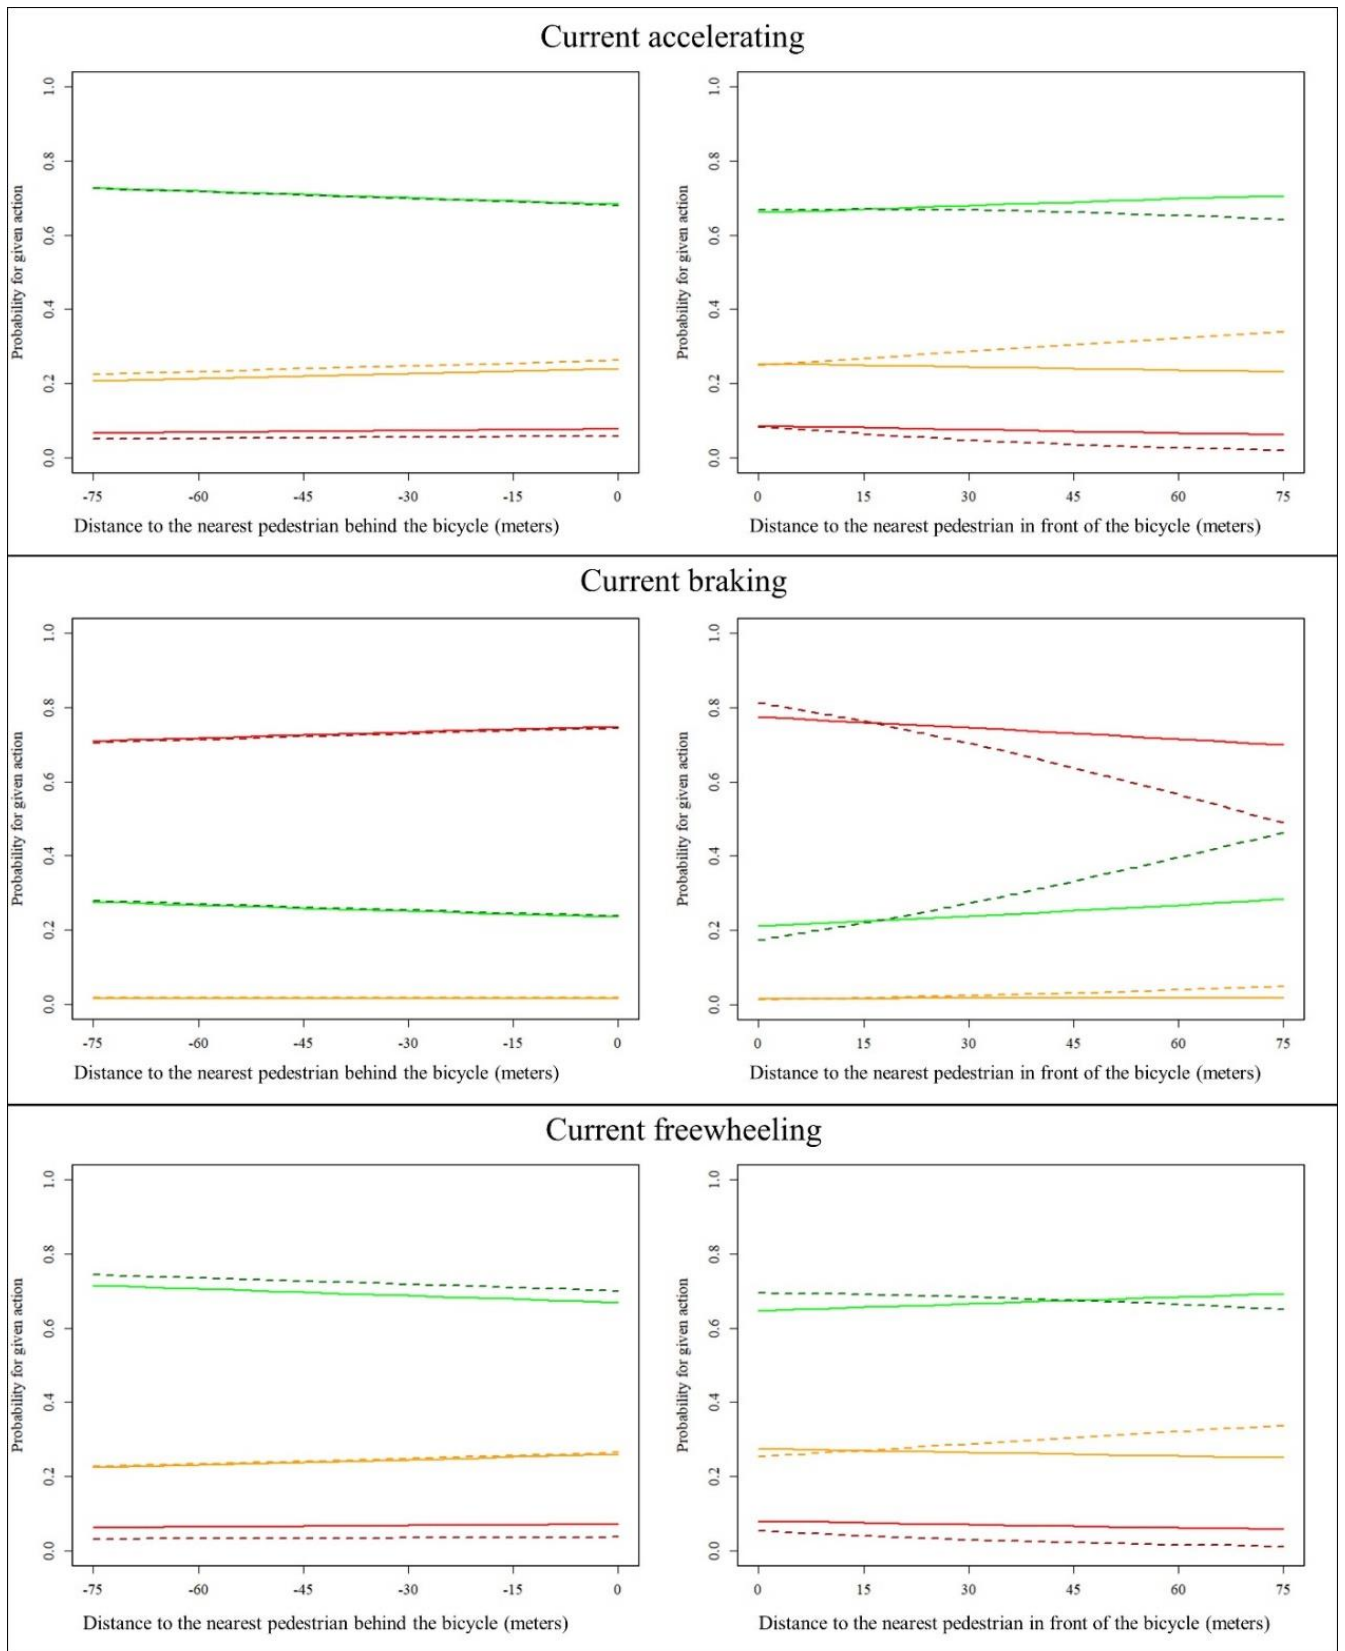 Current accelerating
Probability for given action
1.0
0.8
0.6
0.4
0.2
0.0
-75 -60 -45 -30 -15 0
Distance to the nearest pedestrian behind the bicycle (meters)
Probability for given action
1.0
0.8
0.6
0.4
0.2
0.0
0 15 30 45 60 75
Distance to the nearest pedestrian in front of the bicycle (meters)
Current braking
Probability for given action
1.0
0.8
0.6
0.4
0.2
0.0
-75 -60 -45 -30 -15 0
Distance to the nearest pedestrian behind the bicycle (meters)
Probability for given action
1.0
0.8
0.6
0.4
0.2
0.0
0 15 30 45 60 75
Distance to the nearest pedestrian in front of the bicycle (meters)
Current freewheeling
Probability for given action
1.0
0.8
0.6
0.4
0.2
0.0
-75 -60 -45 -30 -15 0
Distance to the nearest pedestrian behind the bicycle (meters)
Probability for given action
1.0
0.8
0.6
0.4
0.2
0.0
0 15 30 45 60 75
Distance to the nearest pedestrian in front of the bicycle (meters)